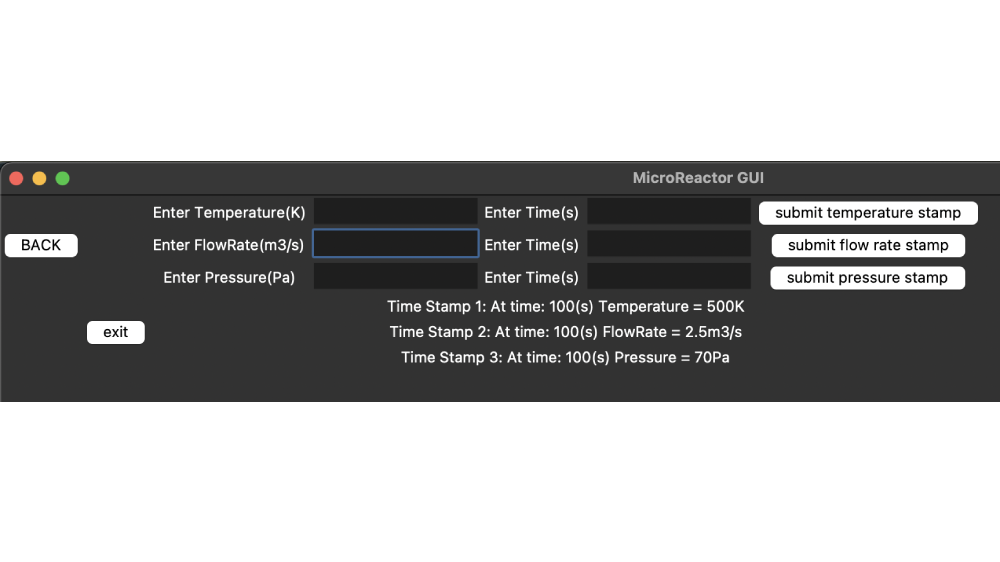 MicroReactor GUI
Enter Temperature(K) Enter Time(s) submit temperature stamp
BACK Enter FlowRate(m3/s) Enter Time(s) submit flow rate stamp
Enter Pressure(Pa) Enter Time(s) submit pressure stamp
Time Stamp 1: At time: 100(s) Temperature = 500K
exit Time Stamp 2: At time: 100(s) FlowRate = 2.5m3/s
Time Stamp 3: At time: 100(s) Pressure = 70Pa